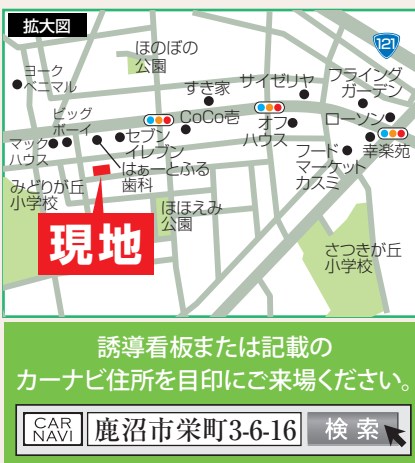 拡大図
121
ほのぼの
公園
ヨーク
ベニマル
すき家
サイゼリヤ
フライング
ガーデン
ビッグ
ボーイ
CoCo壱
オフ
ハウス
ローソン
マック
ハウス
セブン
イレブン
はぁーとふる
歯科
フード
マーケット
カスミ
幸楽苑
みどりが丘
小学校
ほほえみ
公園
さつきが丘
小学校
現地
誘導看板または記載の
カーナビ住所を目印にご来場ください。
CAR
NAVI
鹿沼市栄町3-6-16
検索